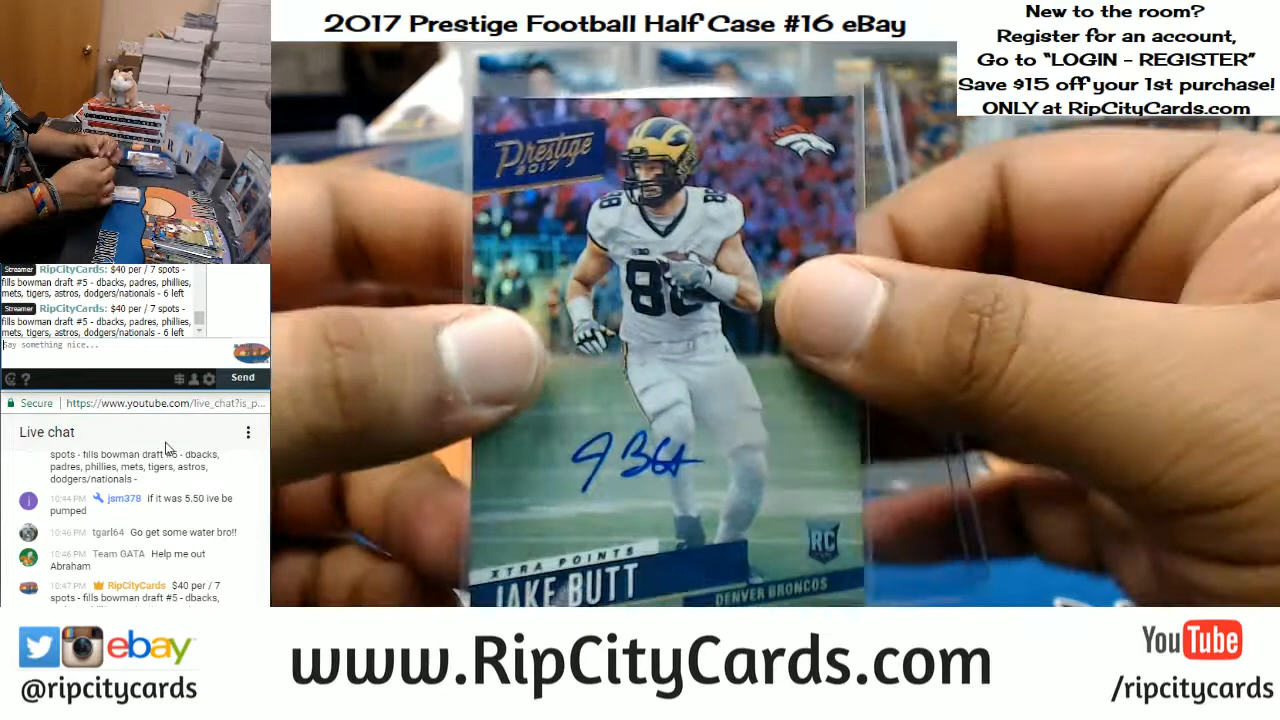 2017 Prestige Football Half Case #16 eBay
New to the room?
Register for an account,
Go to “LOGIN - REGISTER”
Save $15 off your 1st purchase!
ONLY at RipCityCards.com
Prestige
2017
88
88
88
J Butt
RC
XTRA POINTS
JAKE BUTT
DENVER BRONCOS
Streamer RipCityCards: $40 per / 7 spots -
fills bowman draft #5 - dbacks, padres, phillies,
mets, tigers, astros, dodgers/nationals - 6 left
Streamer RipCityCards: $40 per / 7 spots -
fills bowman draft #5 - dbacks, padres, phillies,
mets, tigers, astros, dodgers/nationals - 6 left
Say something nice...
Send
Secure https://www.youtube.com/live_chat?is_p...
Live chat
spots - fills bowman draft #5 - dbacks,
padres, phillies, mets, tigers, astros,
dodgers/nationals -
j 10:44 PM jsm378 if it was 5.50 ive be
pumped
10:46 PM tgarl64 Go get some water bro!!
10:46 PM Team GATA Help me out
Abraham
10:47 PM RipCityCards $40 per / 7
spots - fills bowman draft #5 - dbacks,
ebay
@ripcitycards
www.RipCityCards.com
YouTube
/ripcitycards